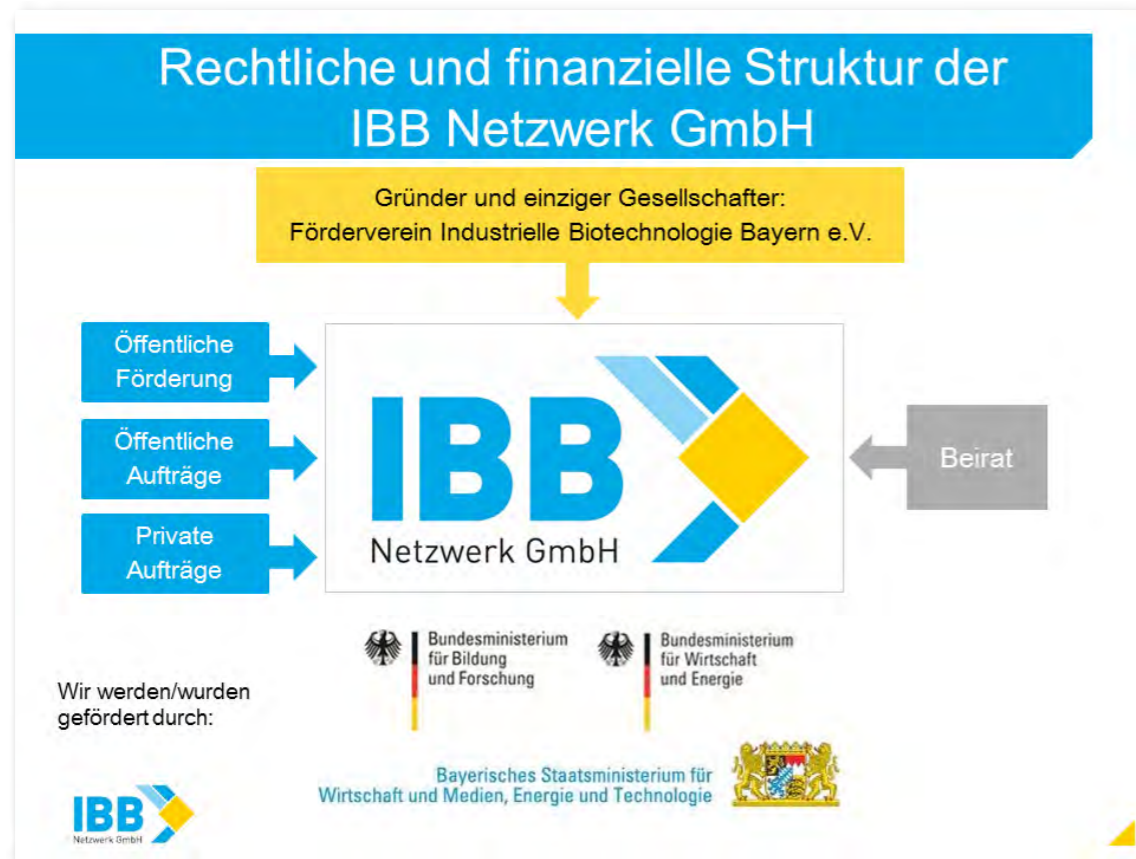 Rechtliche und finanzielle Struktur der
IBB Netzwerk GmbH
Gründer und einziger Gesellschafter:
Förderverein Industrielle Biotechnologie Bayern e.V.
Öffentliche
Förderung
Öffentliche
Aufträge
Private
Aufträge
IBB
Netzwerk GmbH
Beirat
Bundesministerium
für Bildung
und Forschung
Bundesministerium
für Wirtschaft
und Energie
Wir werden/wurden
gefördert durch:
Bayerisches Staatsministerium für
Wirtschaft und Medien, Energie und Technologie
IBB
Netzwerk GmbH